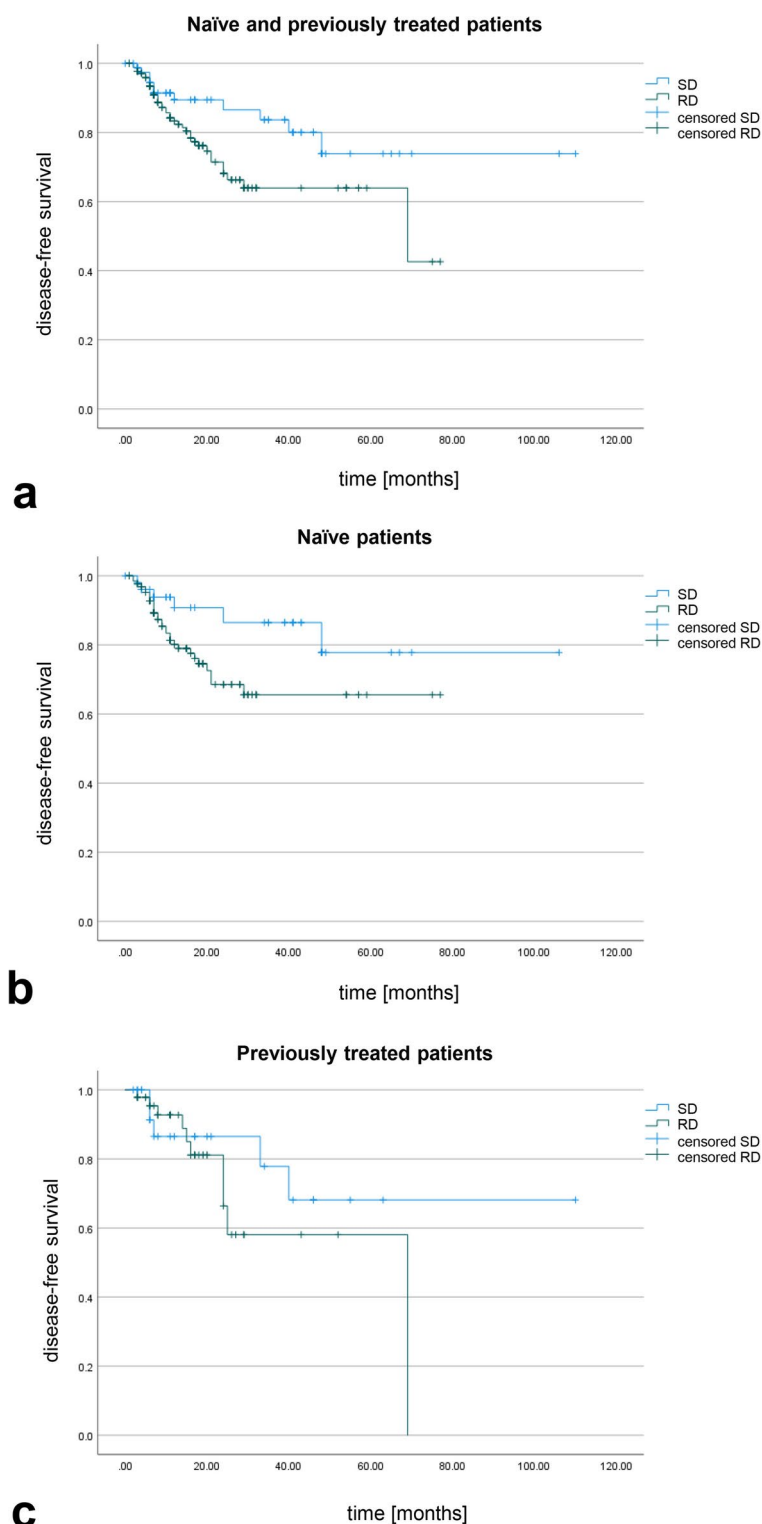 Naïve and previously treated patients
1.0
0.8
0.6
0.4
0.2
0.0
disease-free survival
.00 20.00 40.00 60.00 80.00 100.00 120.00
time [months]
SD
RD
censored SD
censored RD
a
Naïve patients
1.0
0.8
0.6
0.4
0.2
0.0
disease-free survival
.00 20.00 40.00 60.00 80.00 100.00 120.00
time [months]
SD
RD
censored SD
censored RD
b
Previously treated patients
1.0
0.8
0.6
0.4
0.2
0.0
disease-free survival
.00 20.00 40.00 60.00 80.00 100.00 120.00
time [months]
SD
RD
censored SD
censored RD
c